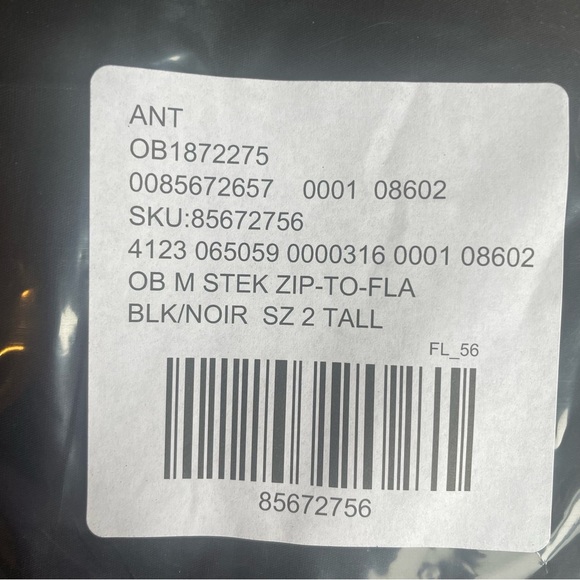 ANT
OB1872275
0085672657 0001 08602
SKU:85672756
4123 065059 0000316 0001 08602
OB M STEK ZIP-TO-FLA
BLK/NOIR SZ 2 TALL
FL_56
85672756